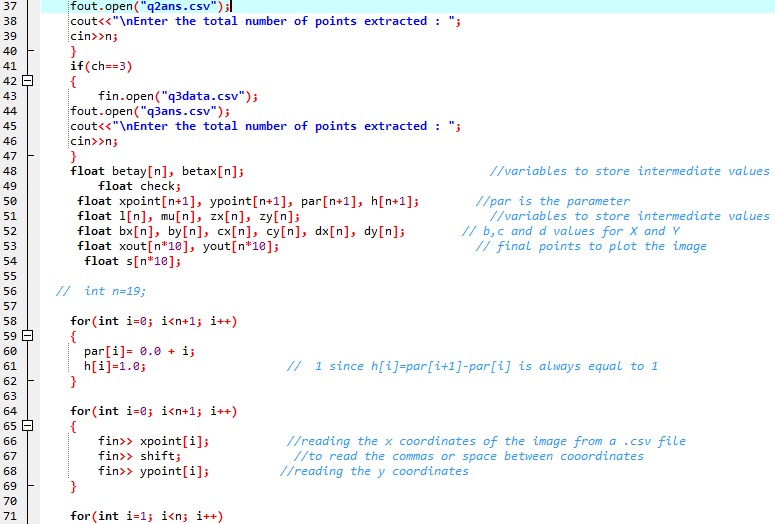 37 fout.open("q2ans.csv");
38 cout<<"\nEnter the total number of points extracted : ";
39 cin>>n;
40 }
41 if(ch==3)
42 {
43 fin.open("q3data.csv");
44 fout.open("q3ans.csv");
45 cout<<"\nEnter the total number of points extracted : ";
46 cin>>n;
47 }
48 float betay[n], betax[n]; //variables to store intermediate values
49 float check;
50 float xpoint[n+1], ypoint[n+1], par[n+1], h[n+1]; //par is the parameter
51 float l[n], mu[n], zx[n], zy[n]; //variables to store intermediate values
52 float bx[n], by[n], cx[n], cy[n], dx[n], dy[n]; // b,c and d values for X and Y
53 float xout[n*10], yout[n*10]; // final points to plot the image
54 float s[n*10];
55
56 // int n=19;
57
58 for(int i=0; i<n+1; i++)
59 {
60 par[i]= 0.0 + i;
61 h[i]=1.0; // 1 since h[i]=par[i+1]-par[i] is always equal to 1
62 }
63
64 for(int i=0; i<n+1; i++)
65 {
66 fin>> xpoint[i]; //reading the x coordinates of the image from a .csv file
67 fin>> shift; //to read the commas or space between cooordinates
68 fin>> ypoint[i]; //reading the y coordinates
69 }
70
71 for(int i=1; i<n; i++)